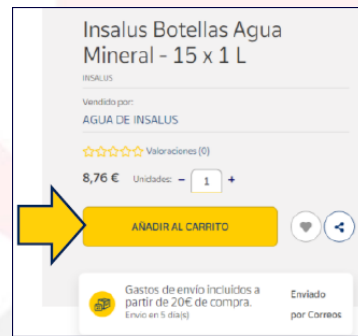 Insalus Botellas Agua
Mineral - 15 x 1 L
INSALUS
Vendido por:
AGUA DE INSALUS
Valoraciones (0)
8,76 € Unidades: - 1 +
AÑADIR AL CARRITO
Gastos de envío incluidos a
partir de 20€ de compra.
Envío en 5 día(s)
Enviado
por Correos